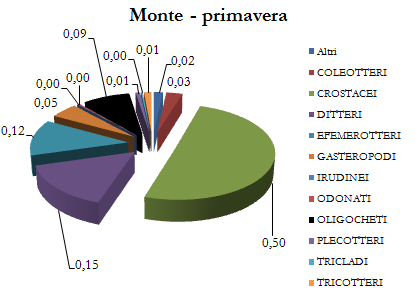 Monte - primavera
0,09
0,00
0,01
0,00
0,02
0,00
0,01
0,03
0,05
0,12
0,50
0,15
Altri
COLEOTTERI
CROSTACEI
DITTERI
EFEMEROTTERI
GASTEROPODI
IRUDINEI
ODONATI
OLIGOCHETI
PLECOTTERI
TRICLADI
TRICOTTERI